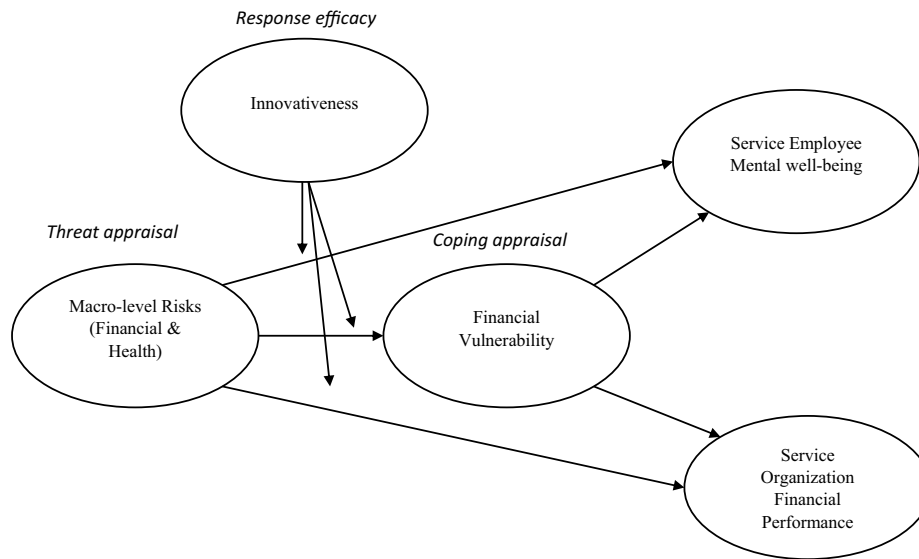 Response efficacy
Innovativeness
Service Employee
Mental well-being
Threat appraisal
Coping appraisal
Macro-level Risks
(Financial &
Health)
Financial
Vulnerability
Service
Organization
Financial
Performance